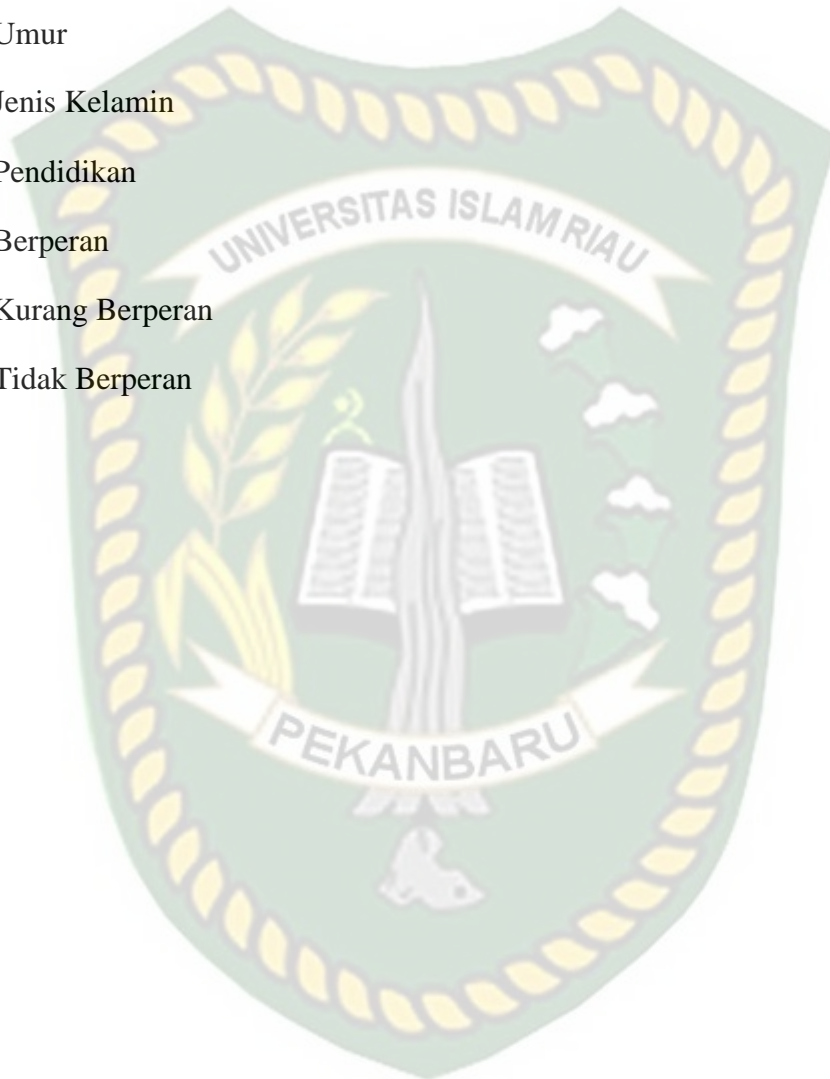 Umur
Jenis Kelamin
Pendidikan
Berperan
Kurang Berperan
Tidak Berperan
UNIVERSITAS ISLAM RIAU
PEKANBARU